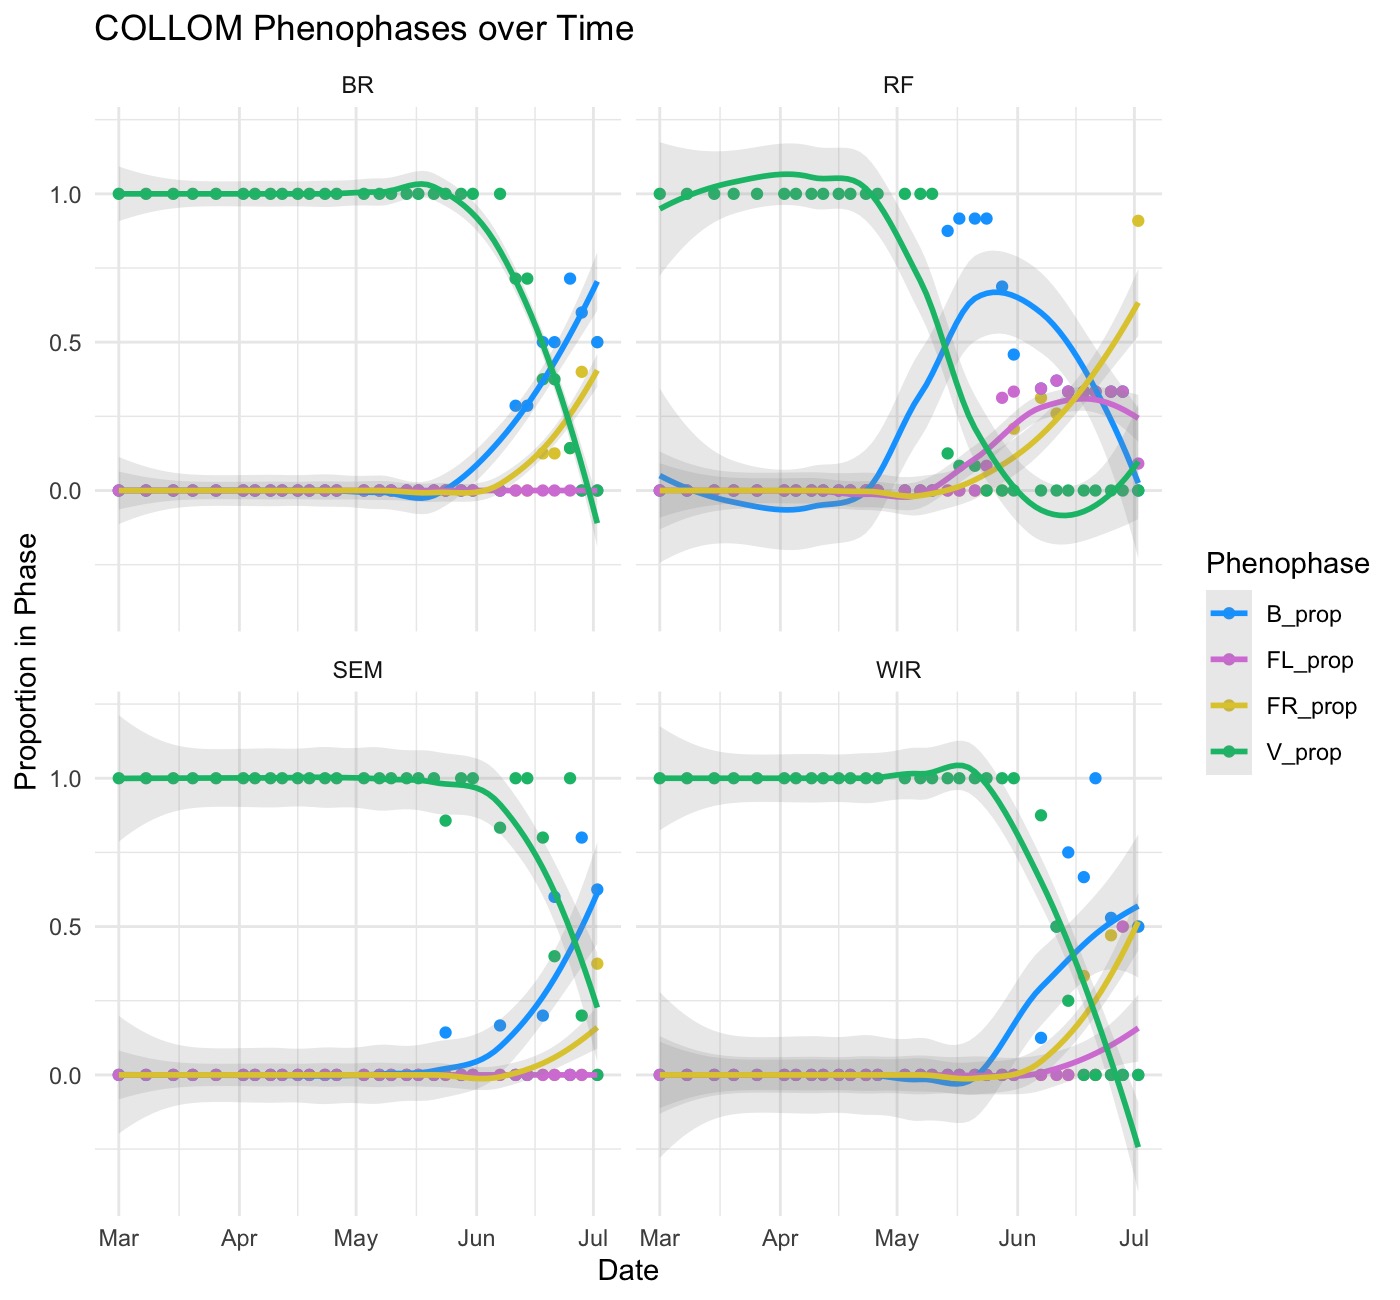 COLLOM Phenophases over Time
BR
RF
1.0
0.5
0.0
SEM
WIR
1.0
0.5
0.0
Mar Apr May Jun Jul
Mar Apr May Jun Jul
Date
Proportion in Phase
Phenophase
B_prop
FL_prop
FR_prop
V_prop